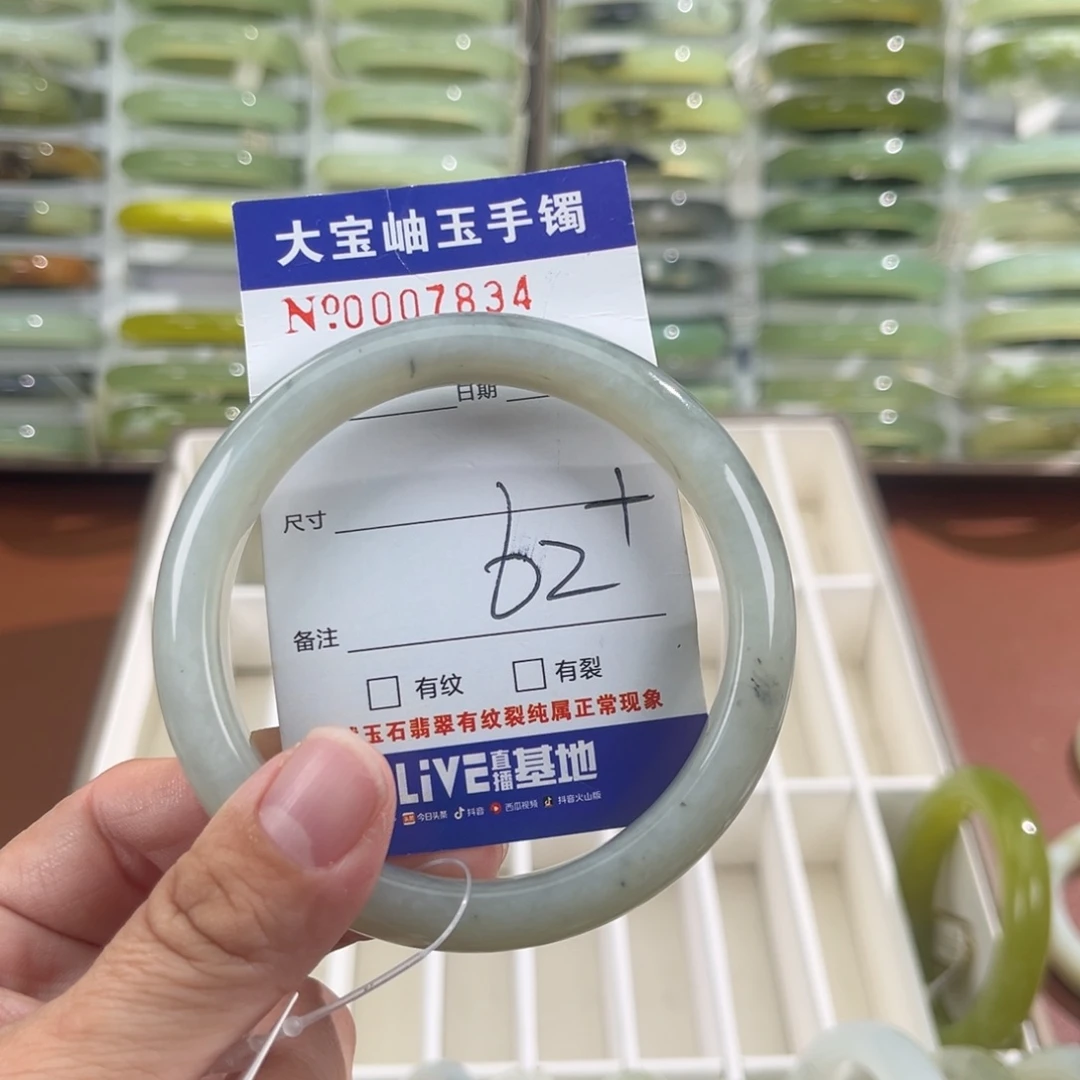 大宝岫玉手镯
Nº0007834
日期
尺寸
62+
备注
□ 有纹 □ 有裂
玉石翡翠有纹裂纯属正常现象
LiVE直播基地
今日头条 抖音 西瓜视频 抖音火山版